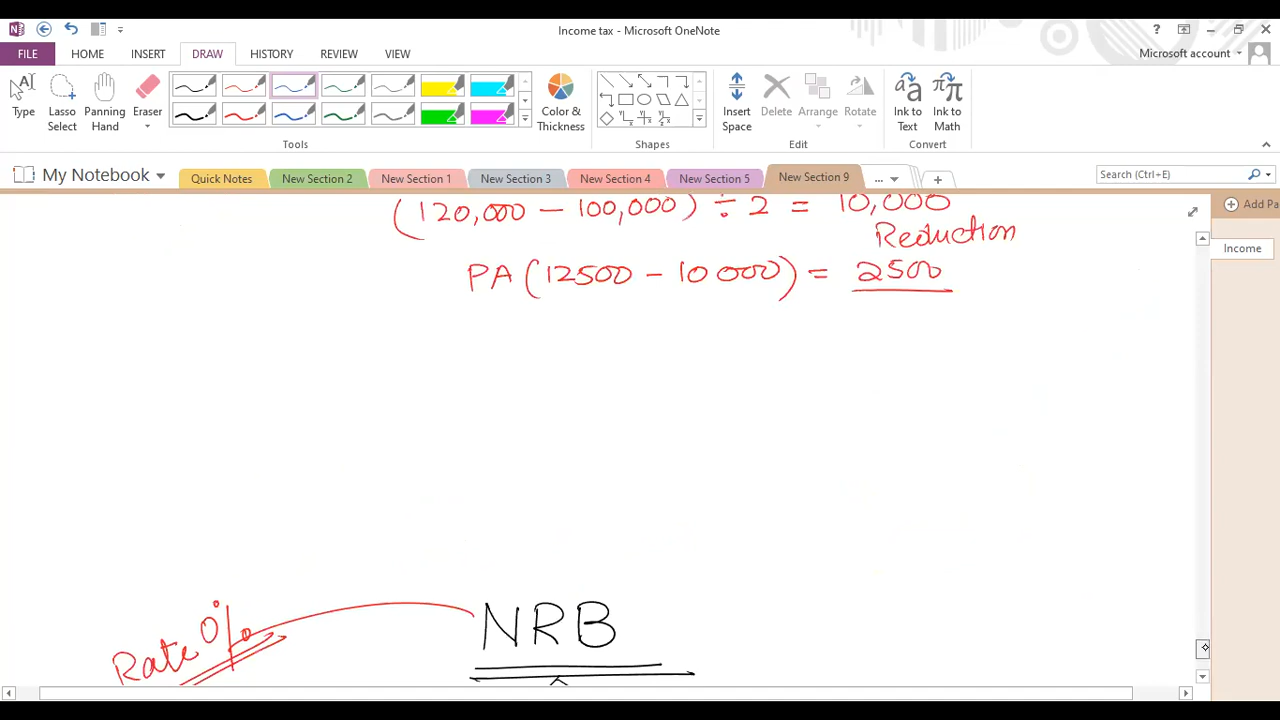 Income tax - Microsoft OneNote
FILE HOME INSERT DRAW HISTORY REVIEW VIEW
Microsoft account
Type
Lasso Select
Panning Hand
Eraser
Color & Thickness
Insert Space
Delete
Arrange
Rotate
Ink to Text
Ink to Math
Tools
Shapes
Edit
Convert
My Notebook
Quick Notes New Section 2 New Section 1 New Section 3 New Section 4 New Section 5 New Section 9 ...
Search (Ctrl+E)
Add Pa
Income
(120,000 - 100,000) ÷ 2 = 10,000
Reduction
PA (12500 - 10 000) = 2500
Rate 0%
NRB